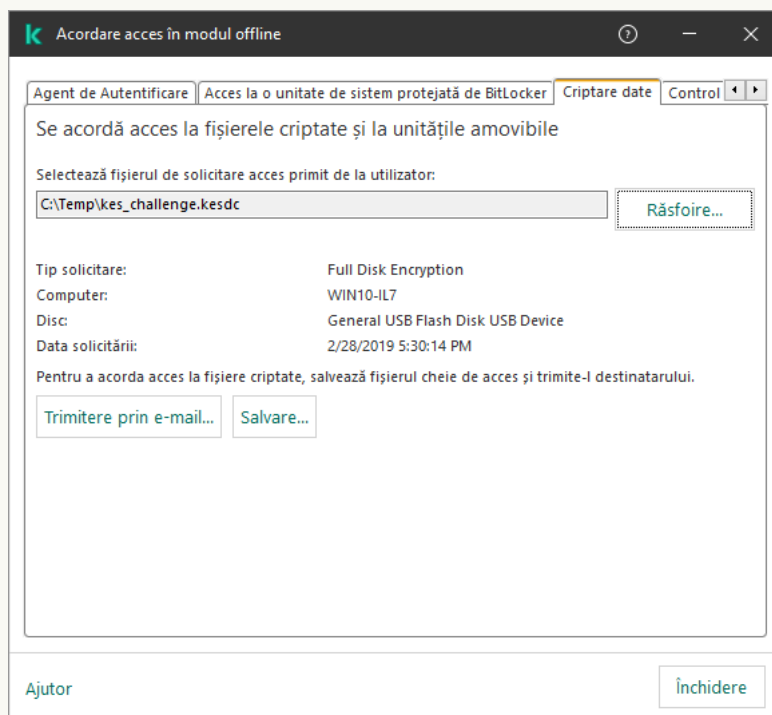 Acordare acces în modul offline
Agent de Autentificare
Acces la o unitate de sistem protejată de BitLocker
Criptare date
Control
Se acordă acces la fișierele criptate și la unitățile amovibile
Selectează fișierul de solicitare acces primit de la utilizator:
C:\Temp\kes_challenge.kesdc
Răsfoire...
Tip solicitare: Full Disk Encryption
Computer: WIN10-IL7
Disc: General USB Flash Disk USB Device
Data solicitării: 2/28/2019 5:30:14 PM
Pentru a acorda acces la fișiere criptate, salvează fișierul cheie de acces și trimite-l destinatarului.
Trimitere prin e-mail... Salvare...
Ajutor
Închidere